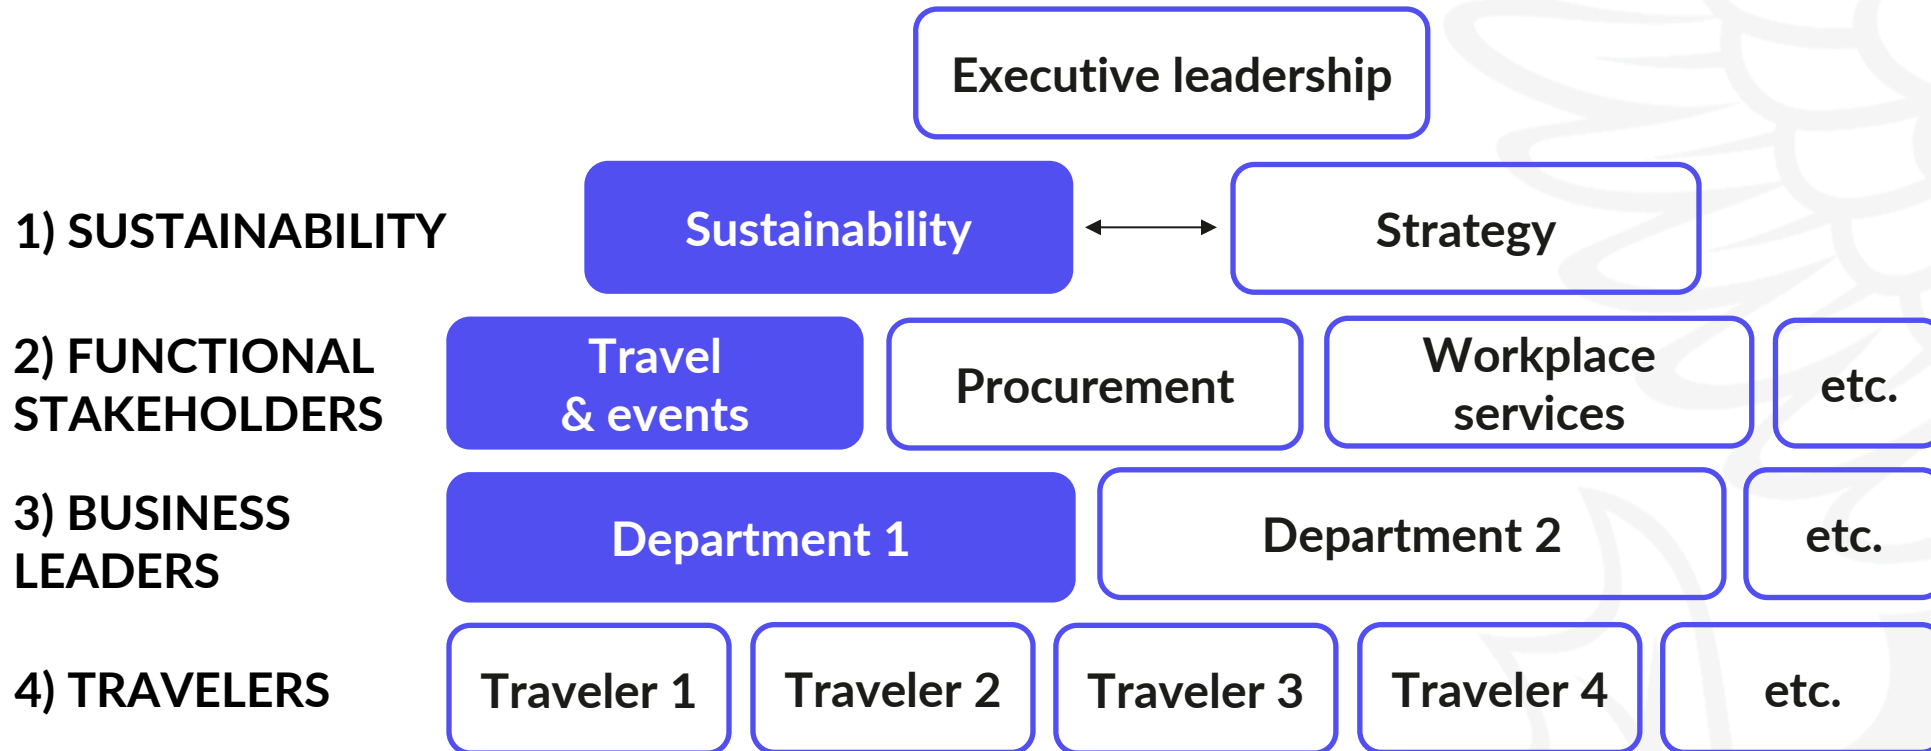 Executive leadership
1) SUSTAINABILITY
Sustainability
Strategy
2) FUNCTIONAL
STAKEHOLDERS
Travel
& events
Procurement
Workplace
services
etc.
3) BUSINESS
LEADERS
Department 1
Department 2
etc.
4) TRAVELERS
Traveler 1
Traveler 2
Traveler 3
Traveler 4
etc.